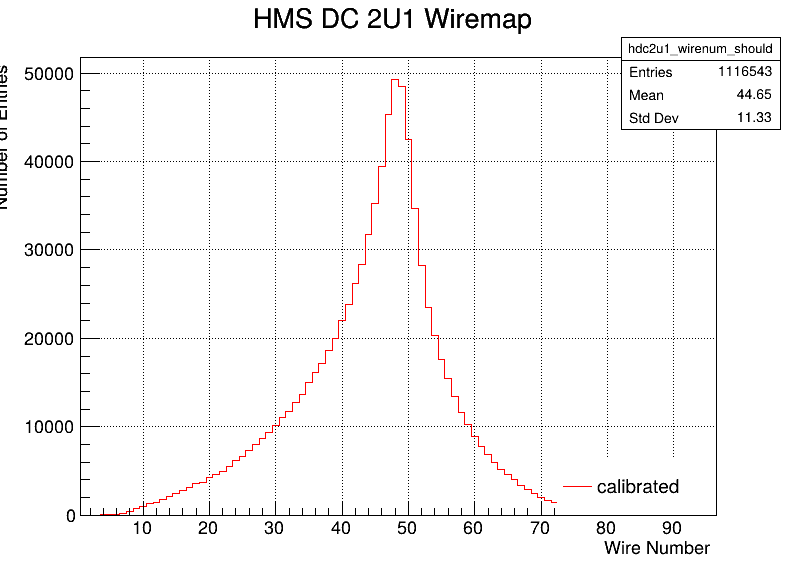 HMS DC 2U1 Wiremap
hdc2u1_wirenum_should
Entries 1116543
Mean 44.65
Std Dev 11.33
Number of Entries
50000
40000
30000
20000
10000
0
calibrated
10 20 30 40 50 60 70 80 90
Wire Number